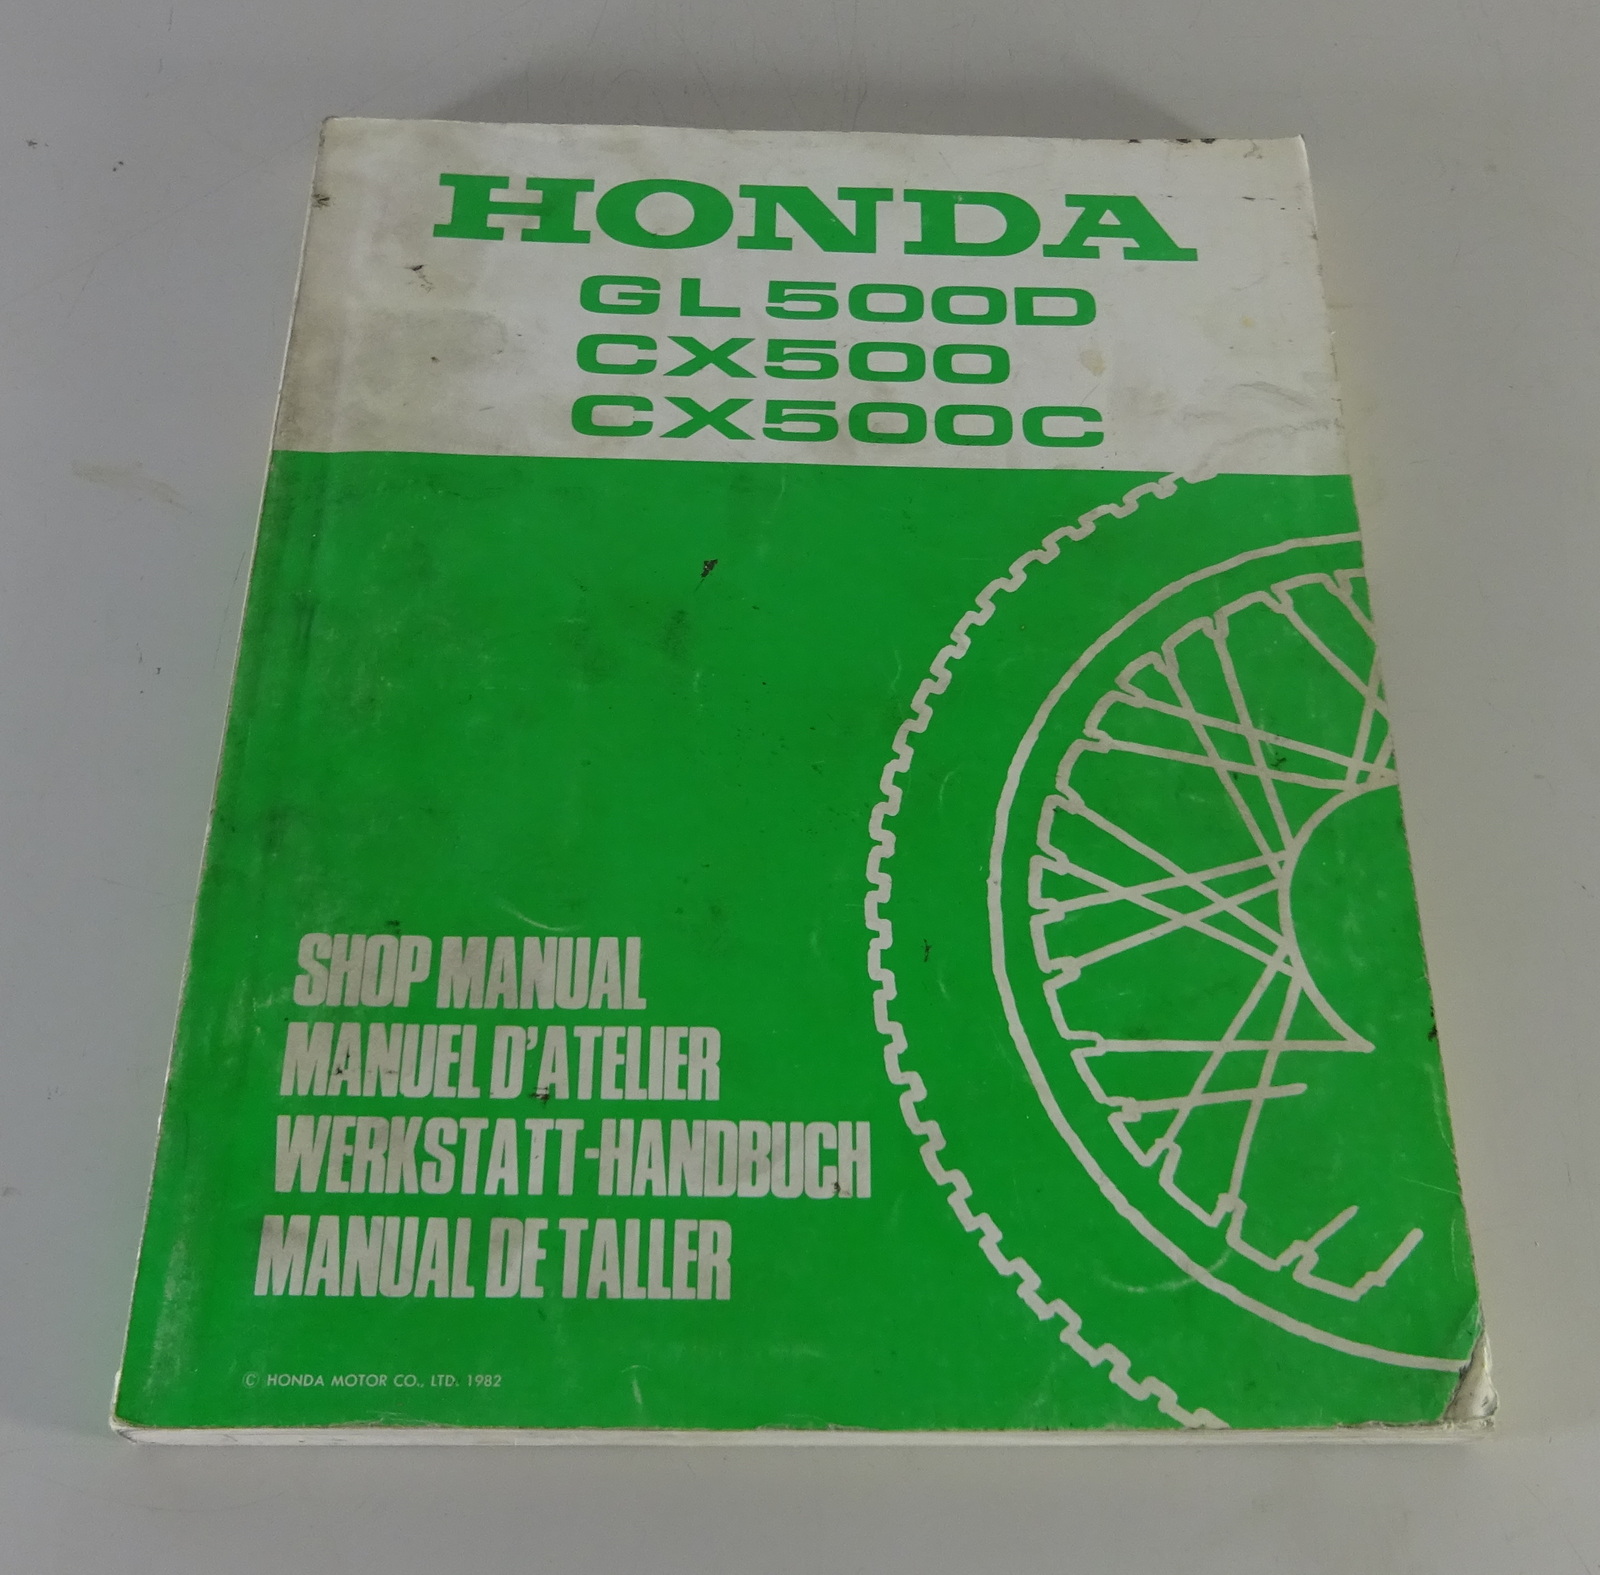 HONDA
GL500D
CX500
CX500C
SHOP MANUAL
MANUEL D'ATELIER
WERKSTATT-HANDBUCH
MANUAL DE TALLER
© HONDA MOTOR CO., LTD. 1982